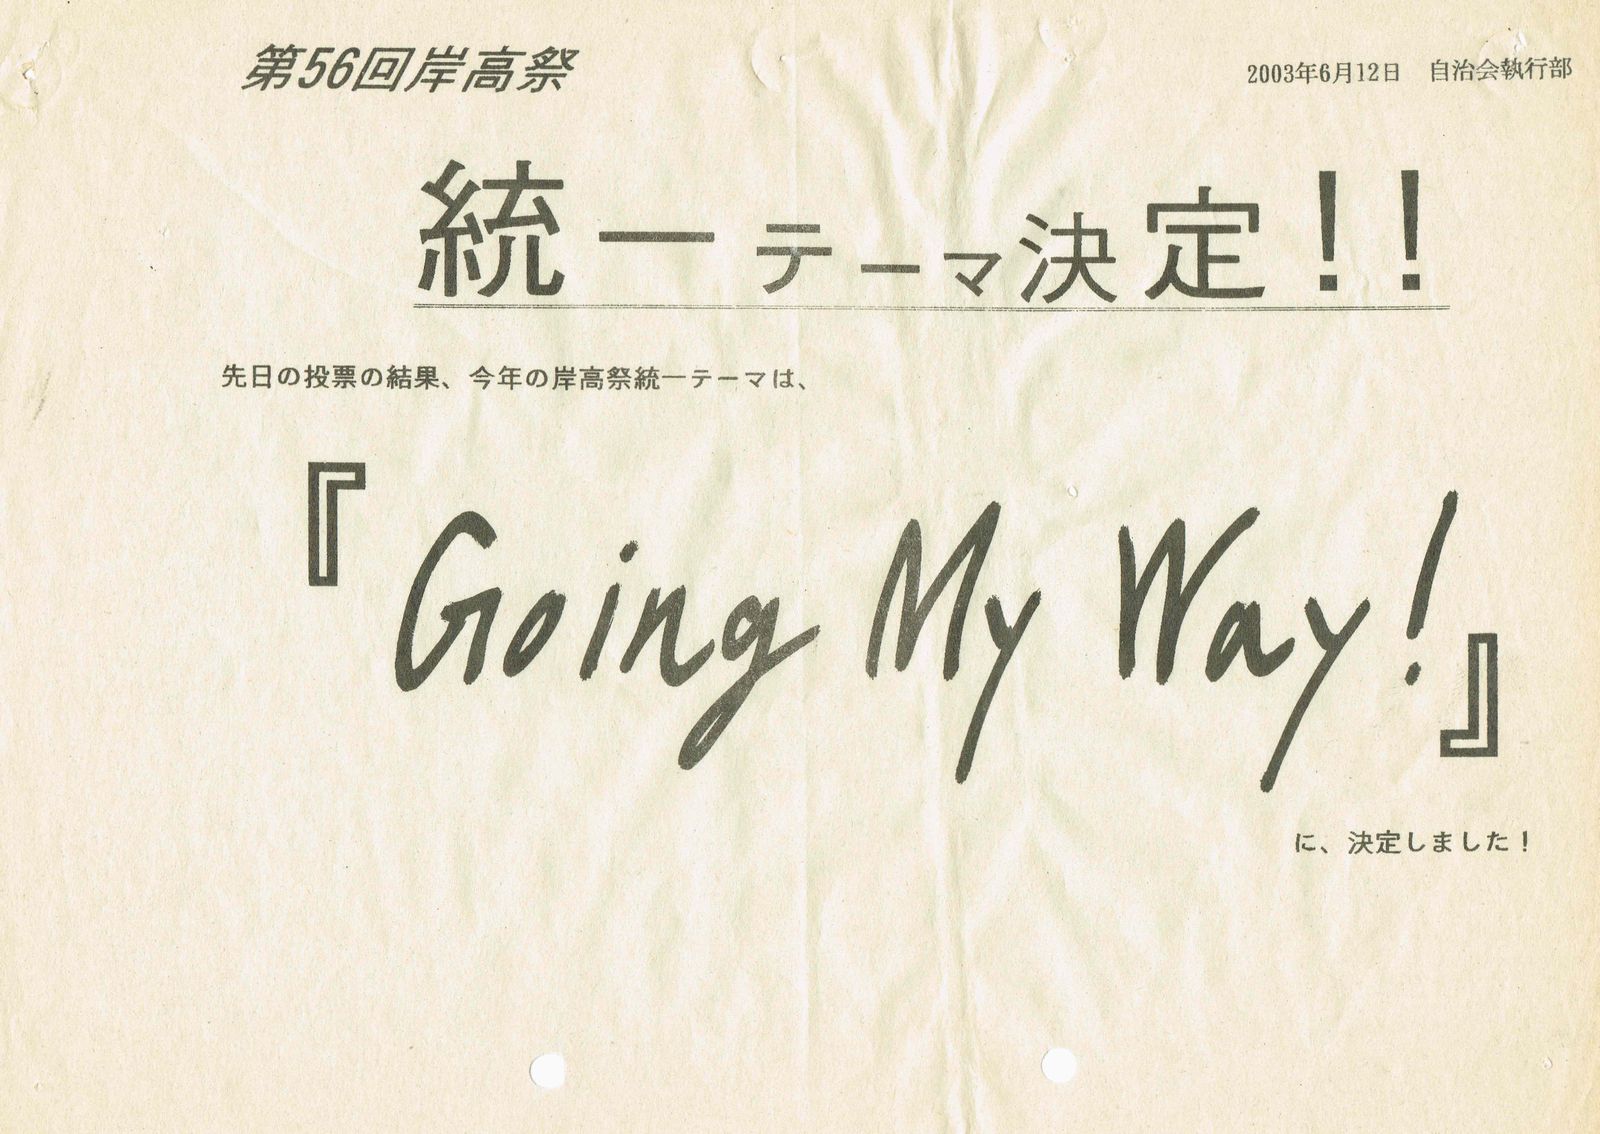 第56回岸高祭
2003年6月12日　自治会執行部
統一テーマ決定！！
先日の投票の結果、今年の岸高祭統一テーマは、
『Going My Way!』
に、決定しました！